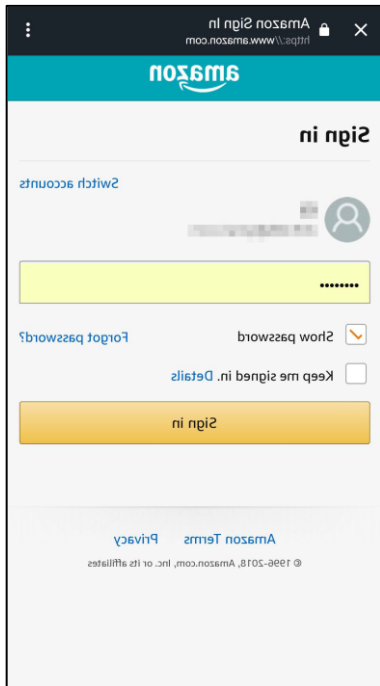 Amazon Sign In
https://www.amazon.com
amazon
Sign in
Switch accounts
••••••••
Show password Forgot password?
Keep me signed in. Details
Sign in
Amazon Terms Privacy
© 1996-2018, Amazon.com, Inc. or its affiliates